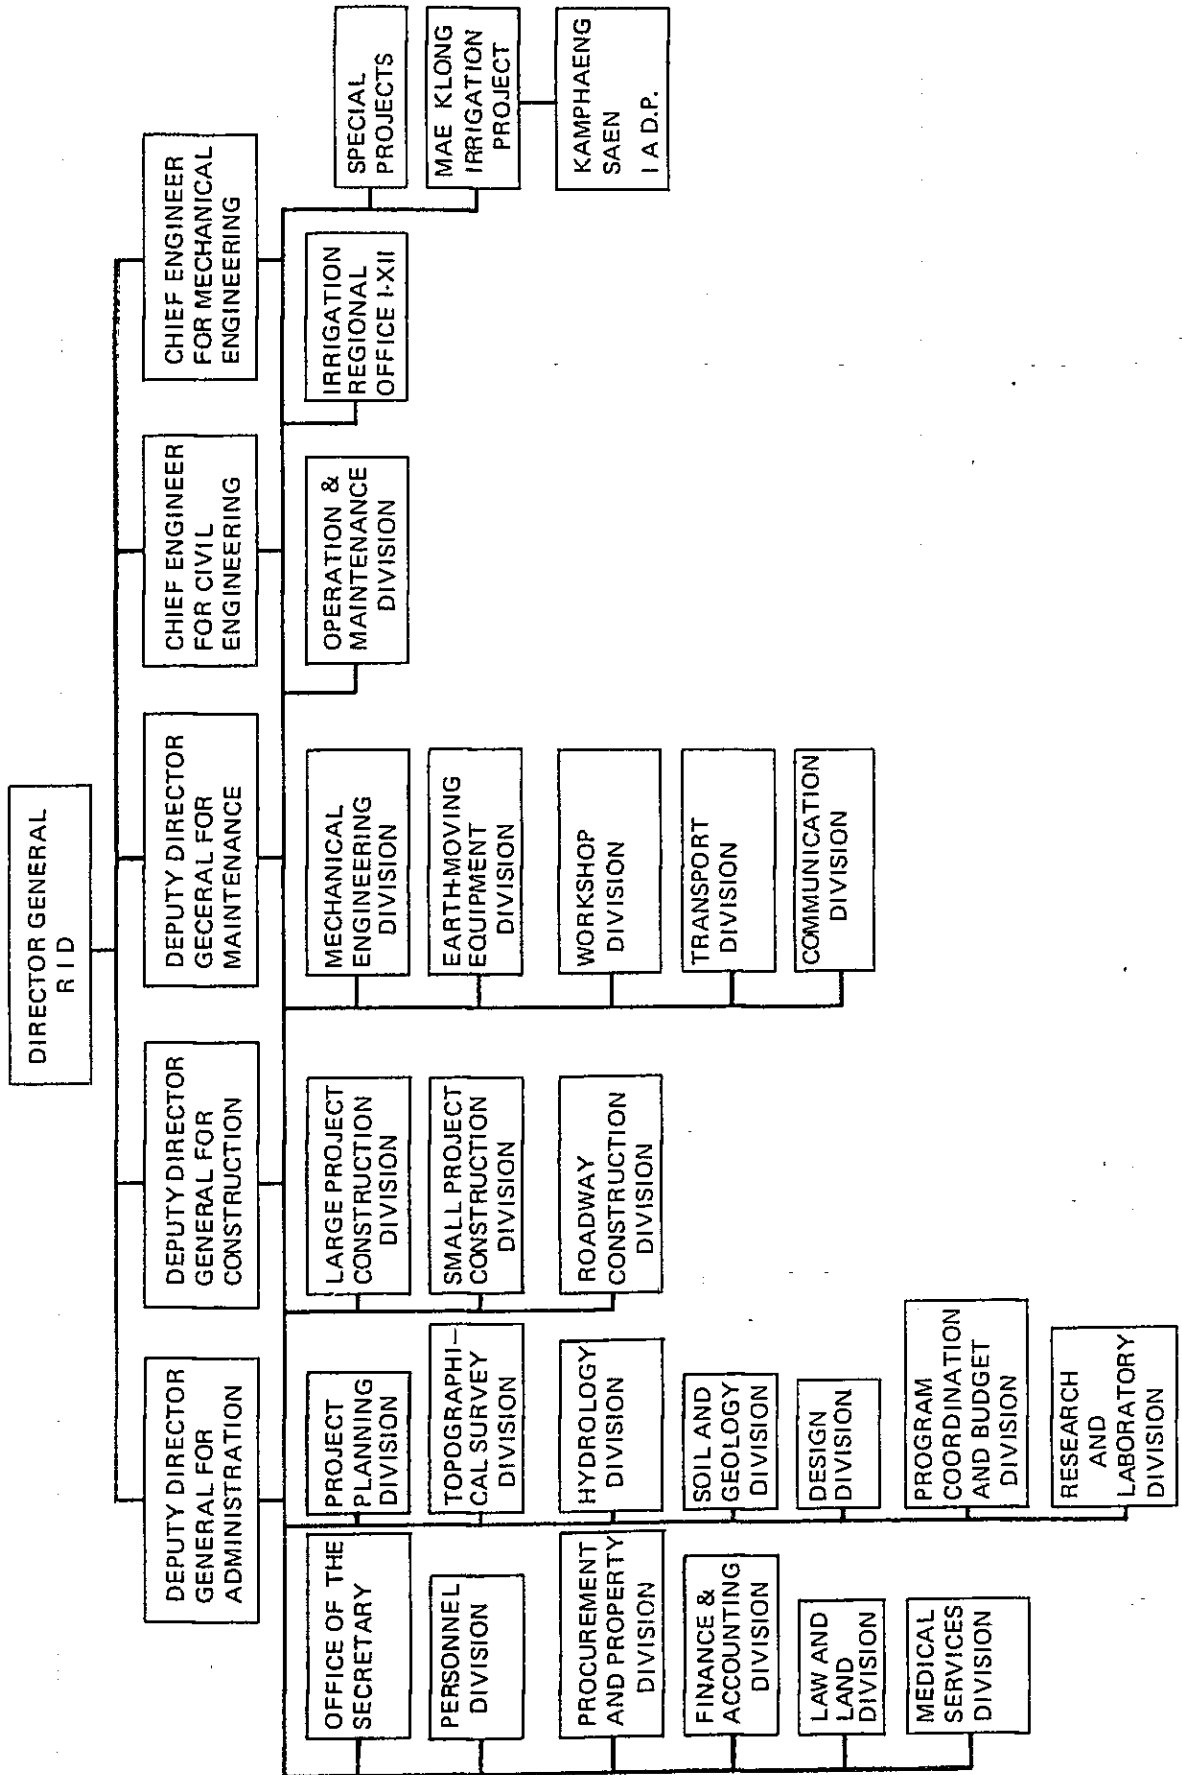 DIRECTOR GENERAL
R I D
DEPUTY DIRECTOR
GENERAL FOR
ADMINISTRATION
DEPUTY DIRECTOR
GENERAL FOR
CONSTRUCTION
DEPUTY DIRECTOR
GECERAL FOR
MAINTENANCE
CHIEF ENGINEER
FOR CIVIL
ENGINEERING
CHIEF ENGINEER
FOR MECHANICAL
ENGINEERING
OFFICE OF THE
SECRETARY
PERSONNEL
DIVISION
PROCUREMENT
AND PROPERTY
DIVISION
FINANCE &
ACCOUNTING
DIVISION
LAW AND
LAND
DIVISION
MEDICAL
SERVICES
DIVISION
PROJECT
PLANNING
DIVISION
TOPOGRAPHI-
CAL SURVEY
DIVISION
HYDROLOGY
DIVISION
SOIL AND
GEOLOGY
DIVISION
DESIGN
DIVISION
PROGRAM
COORDINATION
AND BUDGET
DIVISION
RESEARCH
AND
LABORATORY
DIVISION
LARGE PROJECT
CONSTRUCTION
DIVISION
SMALL PROJECT
CONSTRUCTION
DIVISION
ROADWAY
CONSTRUCTION
DIVISION
MECHANICAL
ENGINEERING
DIVISION
EARTH-MOVING
EQUIPMENT
DIVISION
WORKSHOP
DIVISION
TRANSPORT
DIVISION
COMMUNICATION
DIVISION
OPERATION &
MAINTENANCE
DIVISION
IRRIGATION
REGIONAL
OFFICE I-XII
SPECIAL
PROJECTS
MAE KLONG
IRRIGATION
PROJECT
KAMPHAENG
SAEN
I A D.P.